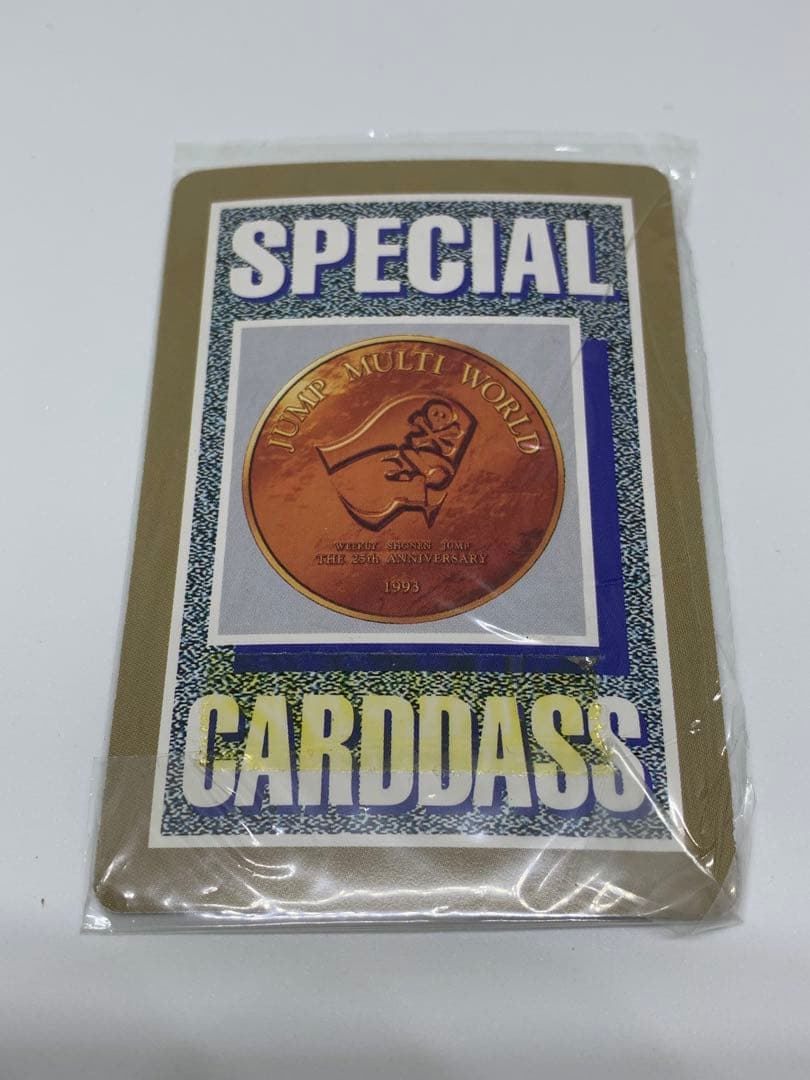 SPECIAL
JUMP MULTI WORLD
WEEKLY SHONEN JUMP
THE 25th ANNIVERSARY
1993
CARDDASS